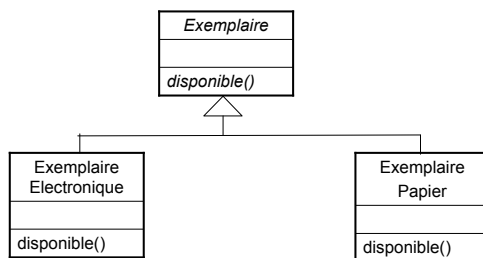 Exemplaire
disponible()
Exemplaire
Electronique
disponible()
Exemplaire
Papier
disponible()